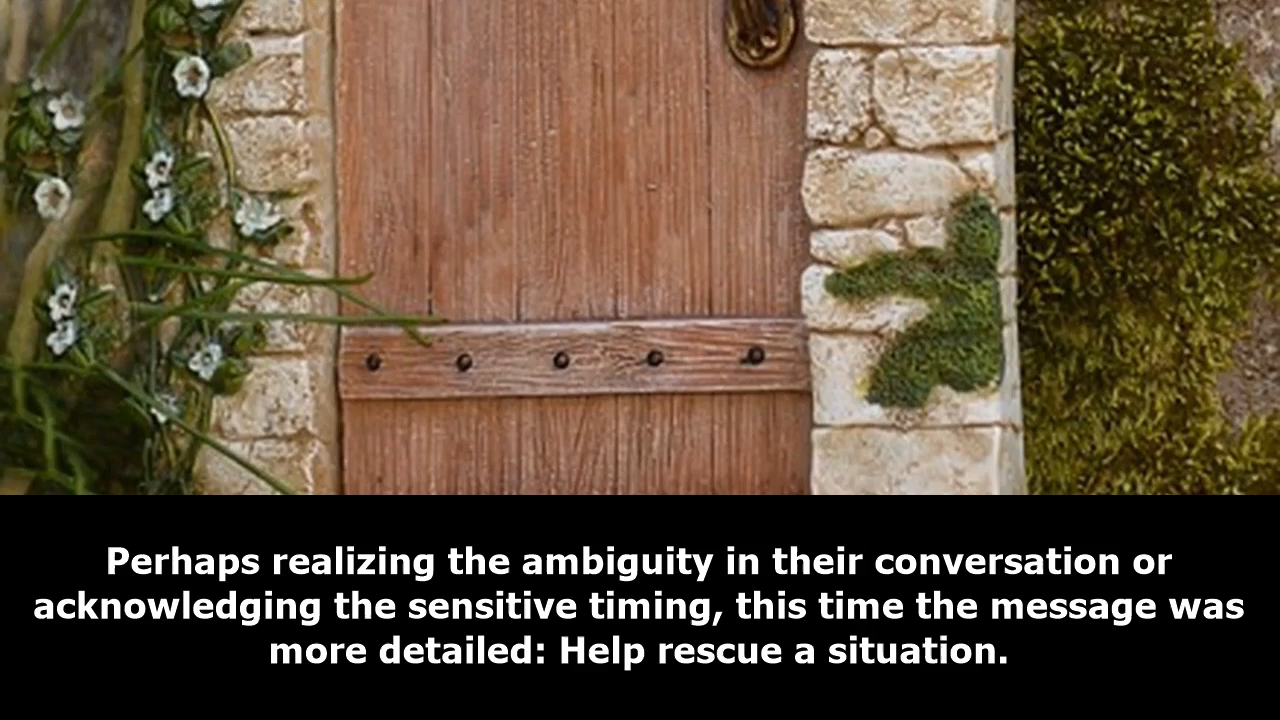 Perhaps realizing the ambiguity in their conversation or
acknowledging the sensitive timing, this time the message was
more detailed: Help rescue a situation.